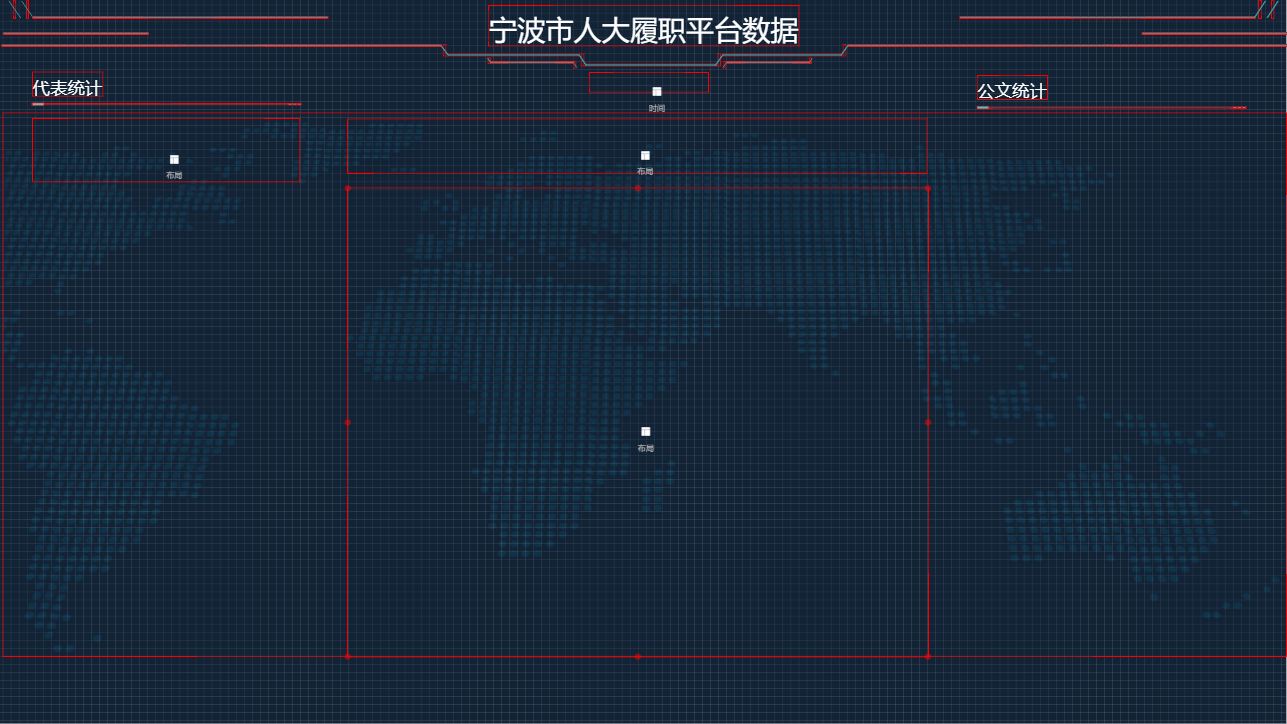 宁波市人大履职平台数据
代表统计
公文统计
时间
布局
布局
布局